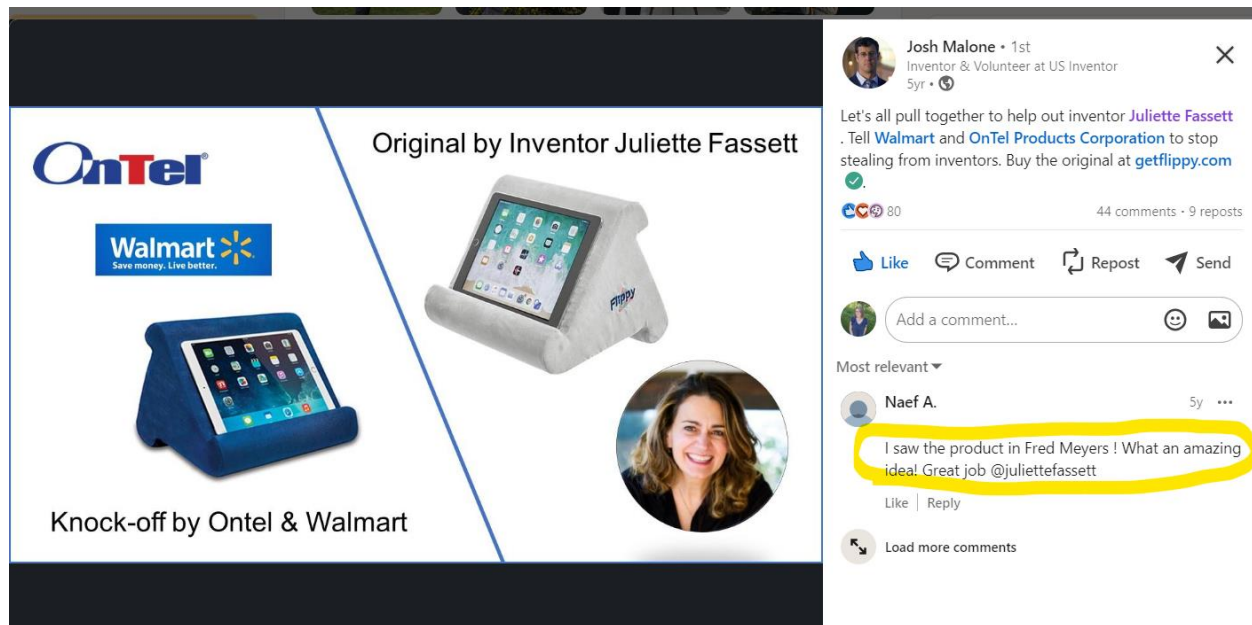 OnTel®
Walmart
Save money. Live better.
Knock-off by Ontel & Walmart
Original by Inventor Juliette Fassett
Flippy
Josh Malone • 1st
Inventor & Volunteer at US Inventor
5yr •
Let's all pull together to help out inventor Juliette Fassett
. Tell Walmart and OnTel Products Corporation to stop
stealing from inventors. Buy the original at getflippy.com
.
80
44 comments • 9 reposts
Like
Comment
Repost
Send
Add a comment...
Most relevant
Naef A.
5y
I saw the product in Fred Meyers ! What an amazing
idea! Great job @juliettefassett
Like | Reply
Load more comments